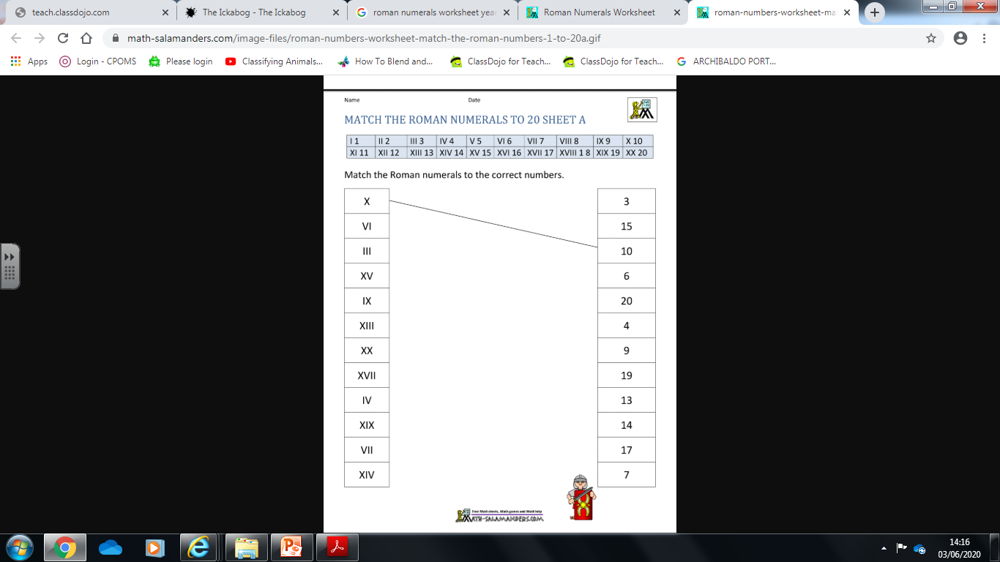 teach.classdojo.com
The Ickabog - The Ickabog
roman numerals worksheet year
Roman Numerals Worksheet
roman-numbers-worksheet-ma
math-salamanders.com/image-files/roman-numbers-worksheet-match-the-roman-numbers-1-to-20a.gif
Apps
Login - CPOMS
Please login
Classifying Animals...
How To Blend and...
ClassDojo for Teach...
ClassDojo for Teach...
ARCHIBALDO PORT...
Name Date
MATCH THE ROMAN NUMERALS TO 20 SHEET A
I 1 II 2 III 3 IV 4 V 5 VI 6 VII 7 VIII 8 IX 9 X 10
XI 11 XII 12 XIII 13 XIV 14 XV 15 XVI 16 XVII 17 XVIII 1 8 XIX 19 XX 20
Match the Roman numerals to the correct numbers.
X 3
VI 15
III 10
XV 6
IX 20
XIII 4
XX 9
XVII 19
IV 13
XIX 14
VII 17
XIV 7
Free Math sheets, Math games and Math help
MATH-SALAMANDERS.COM
14:16
03/06/2020